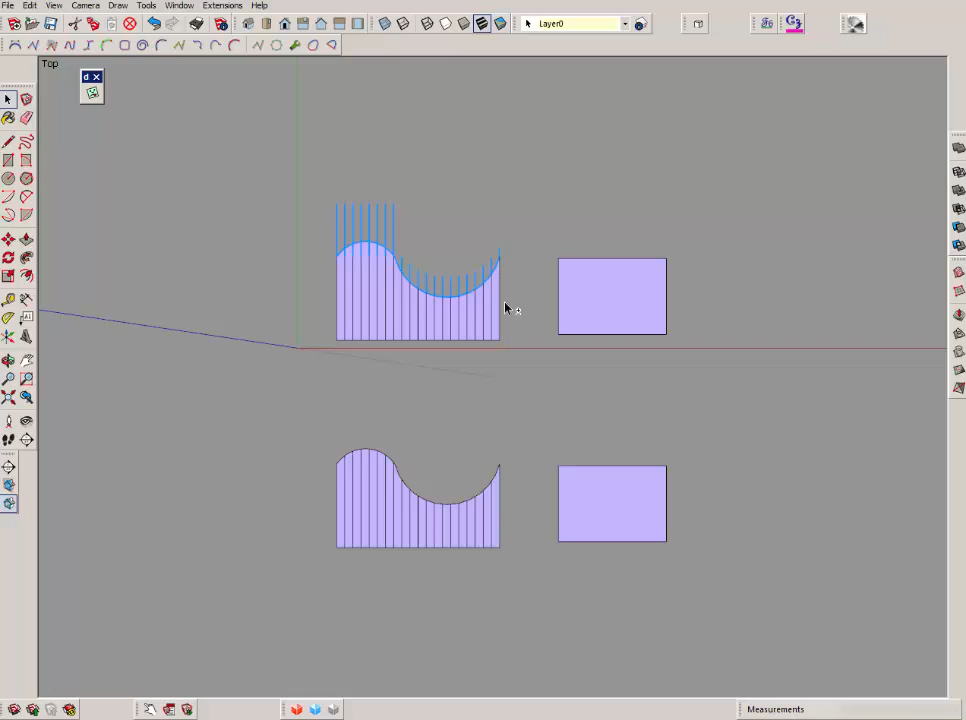 File Edit View Camera Draw Tools Window Extensions Help
Layer0
Top
d
Measurements